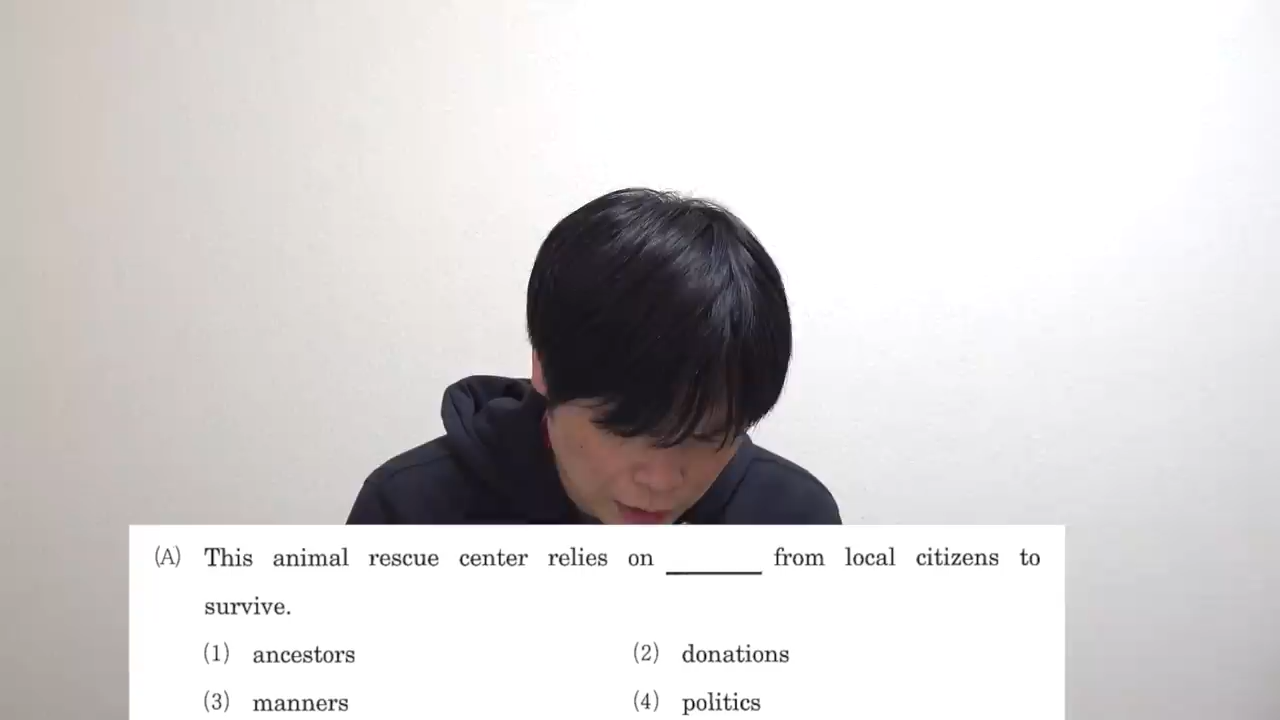 (A) This animal rescue center relies on ________ from local citizens to
survive.
(1) ancestors (2) donations
(3) manners (4) politics